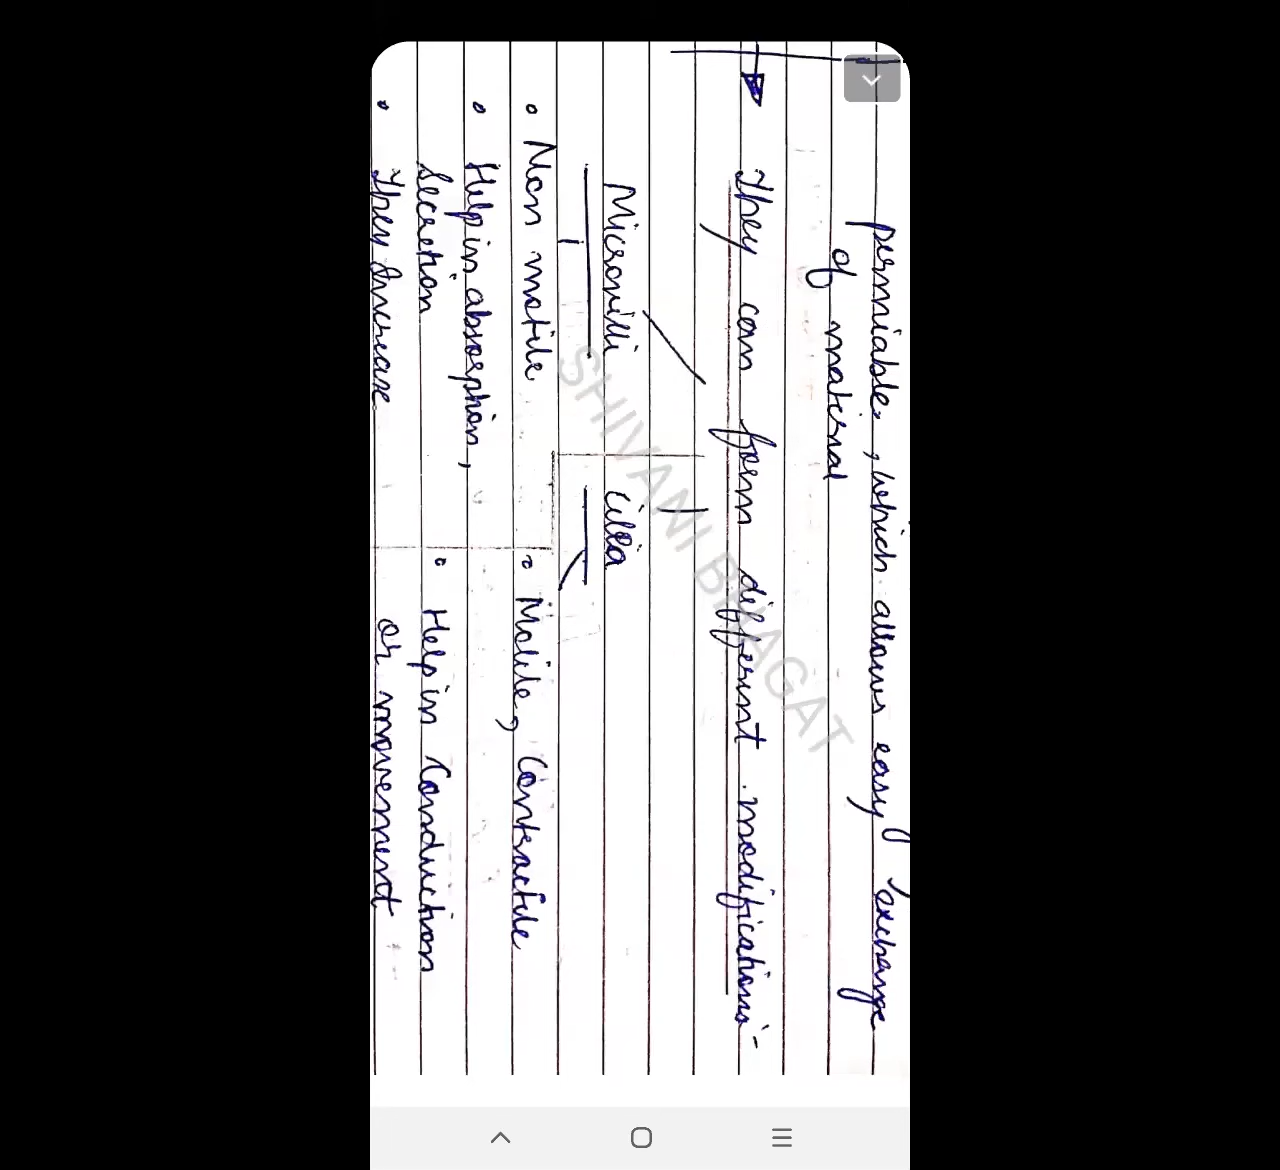 permiable, which allows easy exchange
of material
They can form different modifications-
Microvilli Cilia
Non motile
Motile, Contractile
Help in absorption,
Secretion
Help in Conduction
or movement
They Increase
SHIVANI BHAGAT